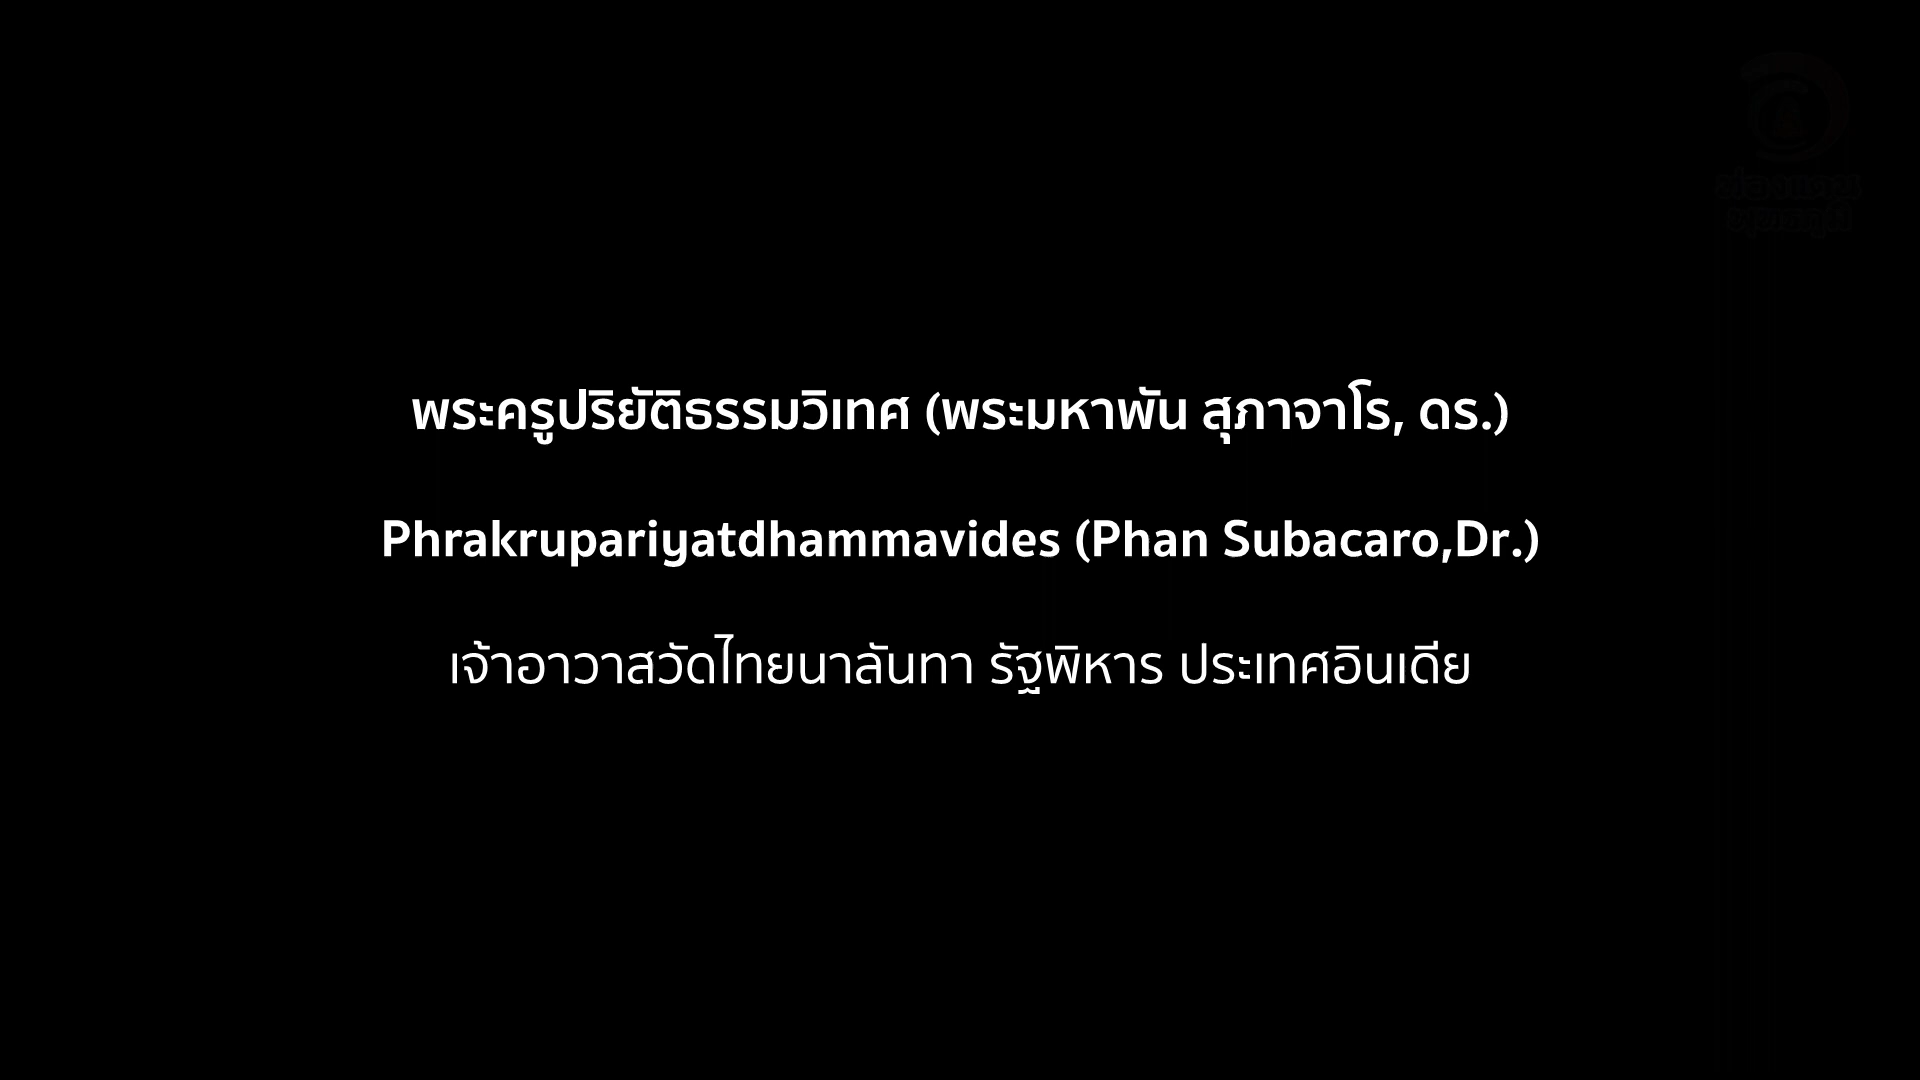 พระครูปริยัติธรรมวิเทศ (พระมหาพัน สุภาจาโร, ดร.)
Phrakrupariyatdhammavides (Phan Subacaro,Dr.)
เจ้าอาวาสวัดไทยนาลันทา รัฐพิหาร ประเทศอินเดีย